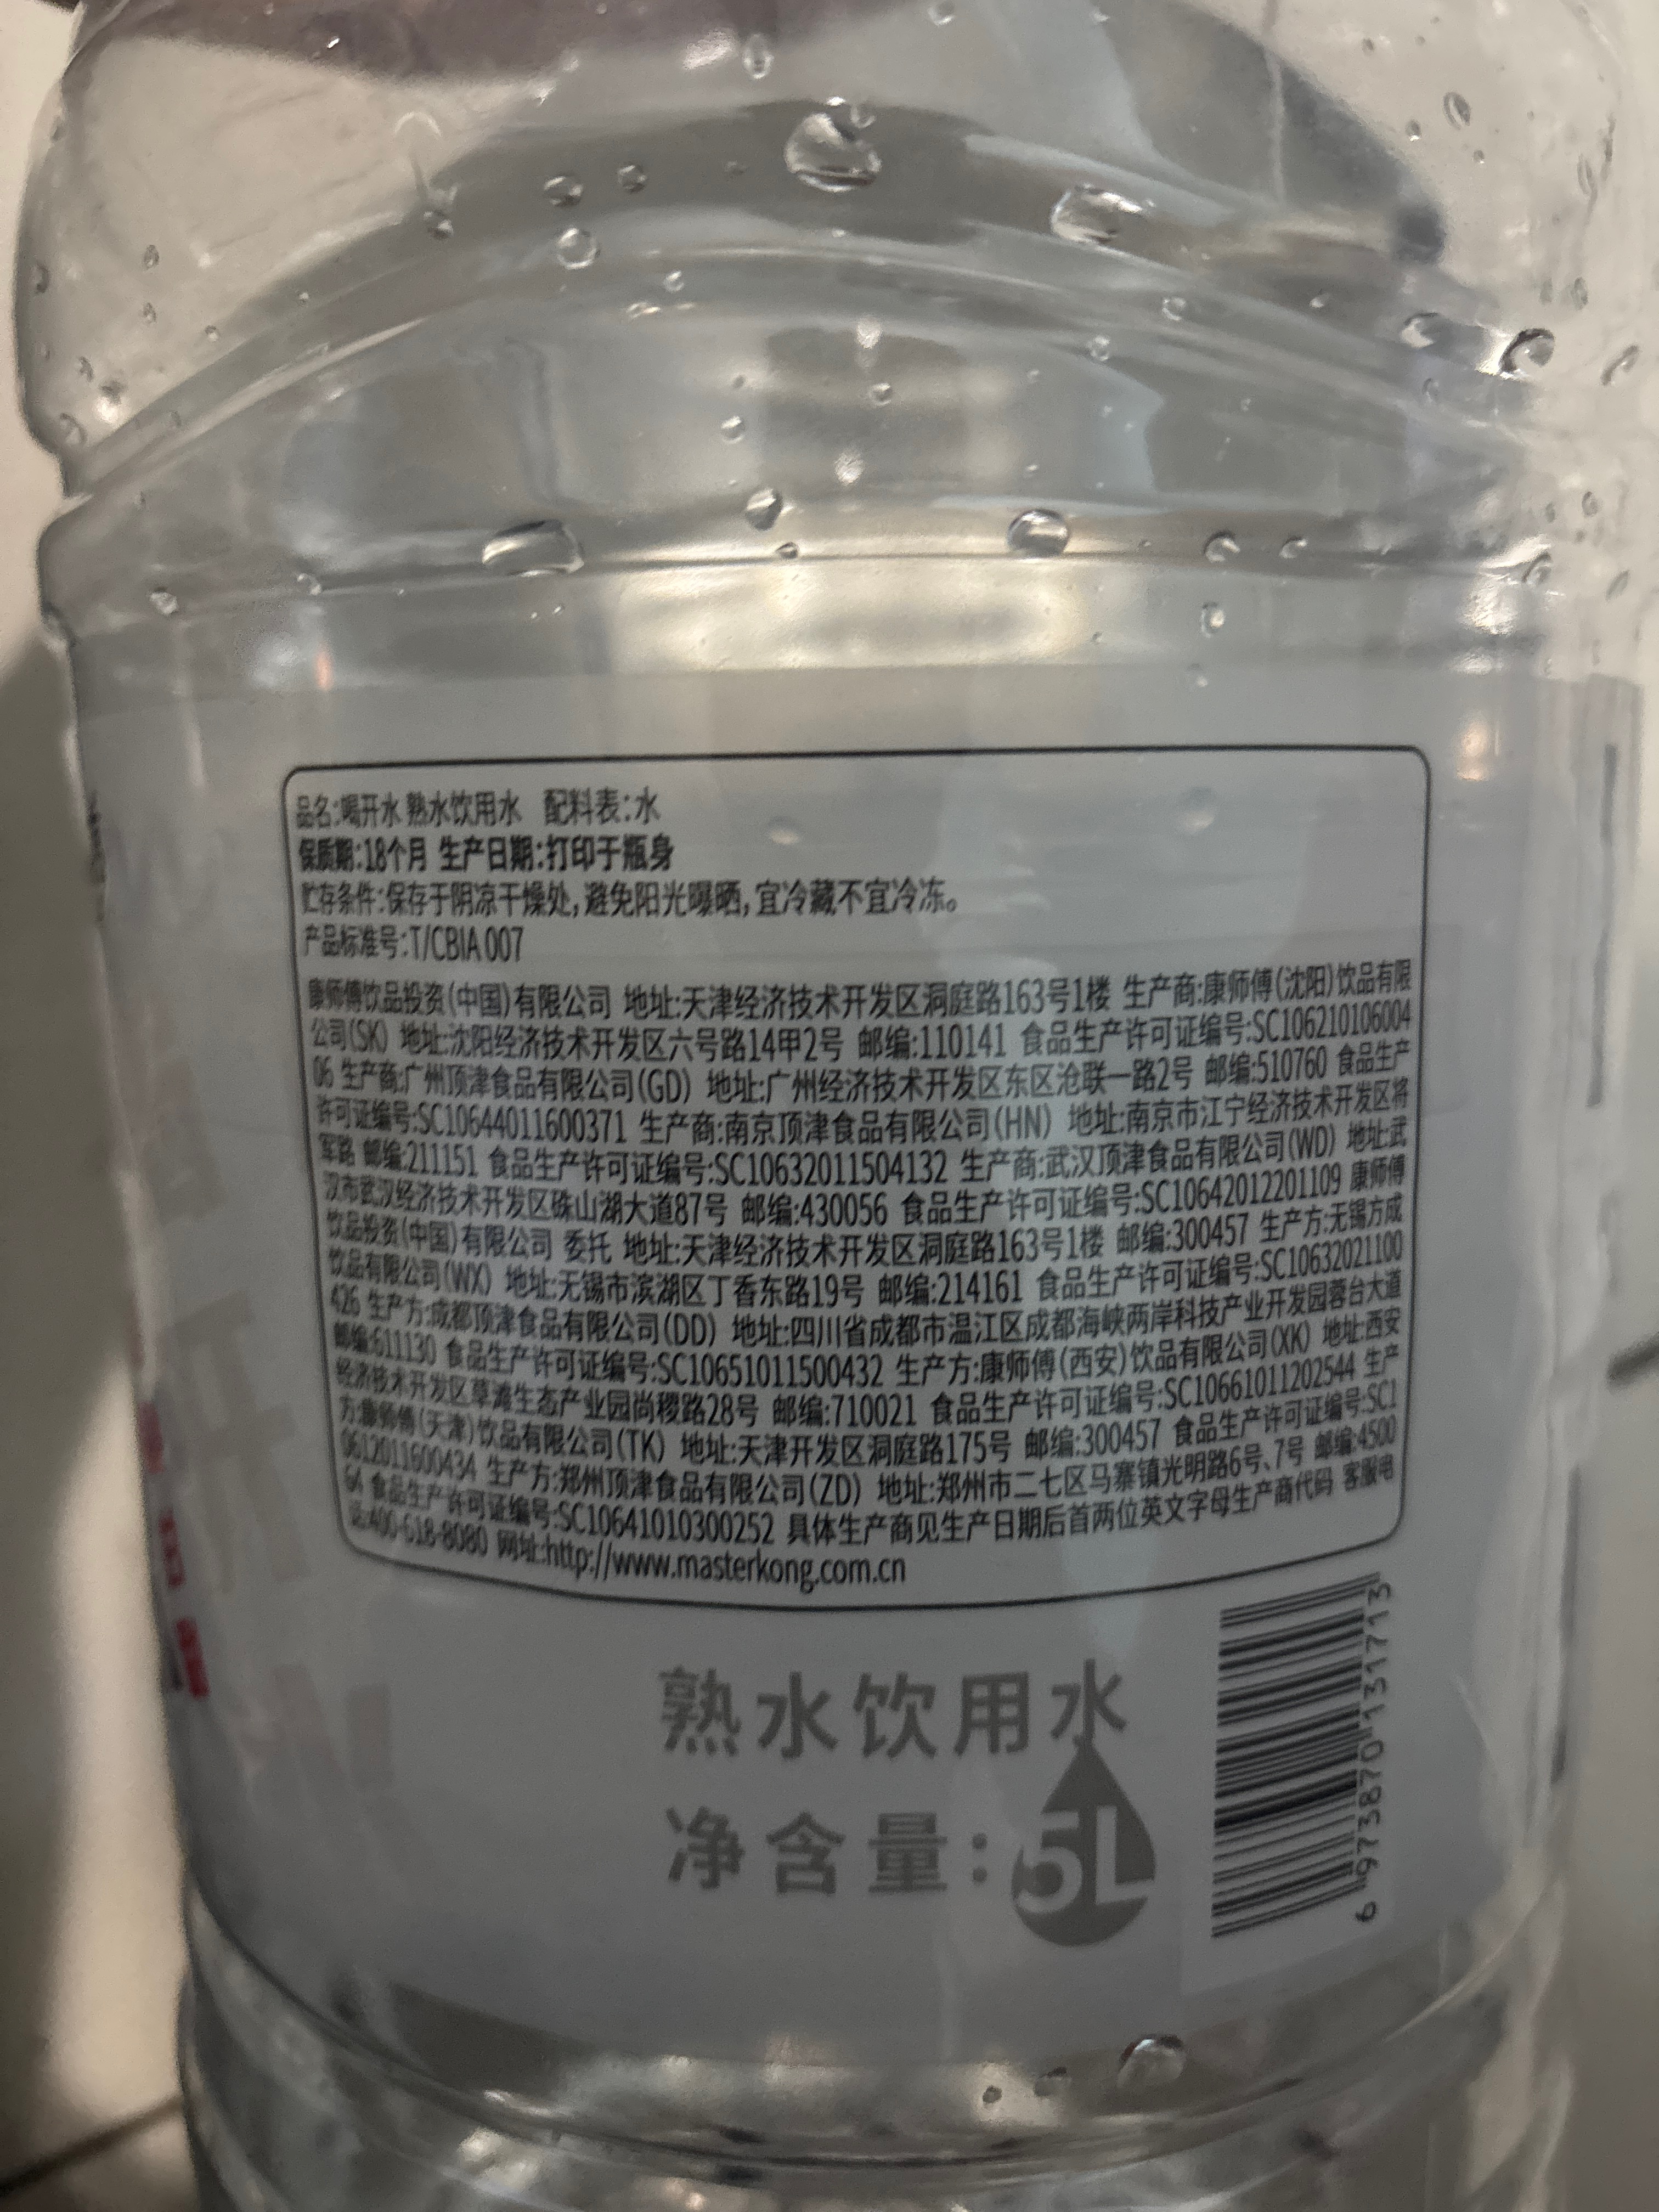 品名:喝开水 熟水饮用水 配料表:水
保质期:18个月 生产日期:打印于瓶身
贮存条件:保存于阴凉干燥处,避免阳光曝晒,宜冷藏不宜冷冻。
产品标准号:T/CBIA 007
康师傅饮品投资(中国)有限公司 地址:天津经济技术开发区洞庭路163号1楼 生产商:康师傅(沈阳)饮品有限
公司(SK) 地址:沈阳经济技术开发区六号路14甲2号 邮编:110141 食品生产许可证编号:SC106210106004
06 生产商:广州顶津食品有限公司(GD) 地址:广州经济技术开发区东区沧联一路2号 邮编:510760 食品生产
许可证编号:SC10644011600371 生产商:南京顶津食品有限公司(HN) 地址:南京市江宁经济技术开发区将
军路 邮编:211151 食品生产许可证编号:SC10632011504132 生产商:武汉顶津食品有限公司(WD) 地址:武
汉市武汉经济技术开发区硃山湖大道87号 邮编:430056 食品生产许可证编号:SC10642012201109 康师傅
饮品投资(中国)有限公司 委托 地址:天津经济技术开发区洞庭路163号1楼 邮编:300457 生产方:无锡方成
饮品有限公司(WX) 地址:无锡市滨湖区丁香东路19号 邮编:214161 食品生产许可证编号:SC10632021100
426 生产方:成都顶津食品有限公司(DD) 地址:四川省成都市温江区成都海峡两岸科技产业开发园蓉台大道
邮编:611130 食品生产许可证编号:SC10651011500432 生产方:康师傅(西安)饮品有限公司(XK) 地址:西安
经济技术开发区草滩生态产业园尚稷路28号 邮编:710021 食品生产许可证编号:SC10661011202544 生产
方:康师傅(天津)饮品有限公司(TK) 地址:天津开发区洞庭路175号 邮编:300457 食品生产许可证编号:SC1
0612011600434 生产方:郑州顶津食品有限公司(ZD) 地址:郑州市二七区马寨镇光明路6号、7号 邮编:4500
64 食品生产许可证编号:SC10641010300252 具体生产商见生产日期后首两位英文字母生产商代码 客服电
话:400-618-8080 网址:http://www.masterkong.com.cn
熟水饮用水
净含量:5L
6 973870 131713